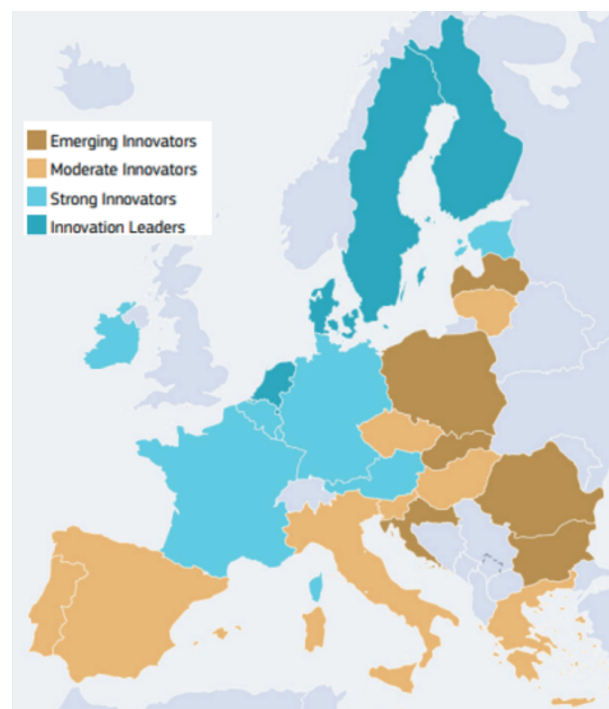 Emerging Innovators
Moderate Innovators
Strong Innovators
Innovation Leaders